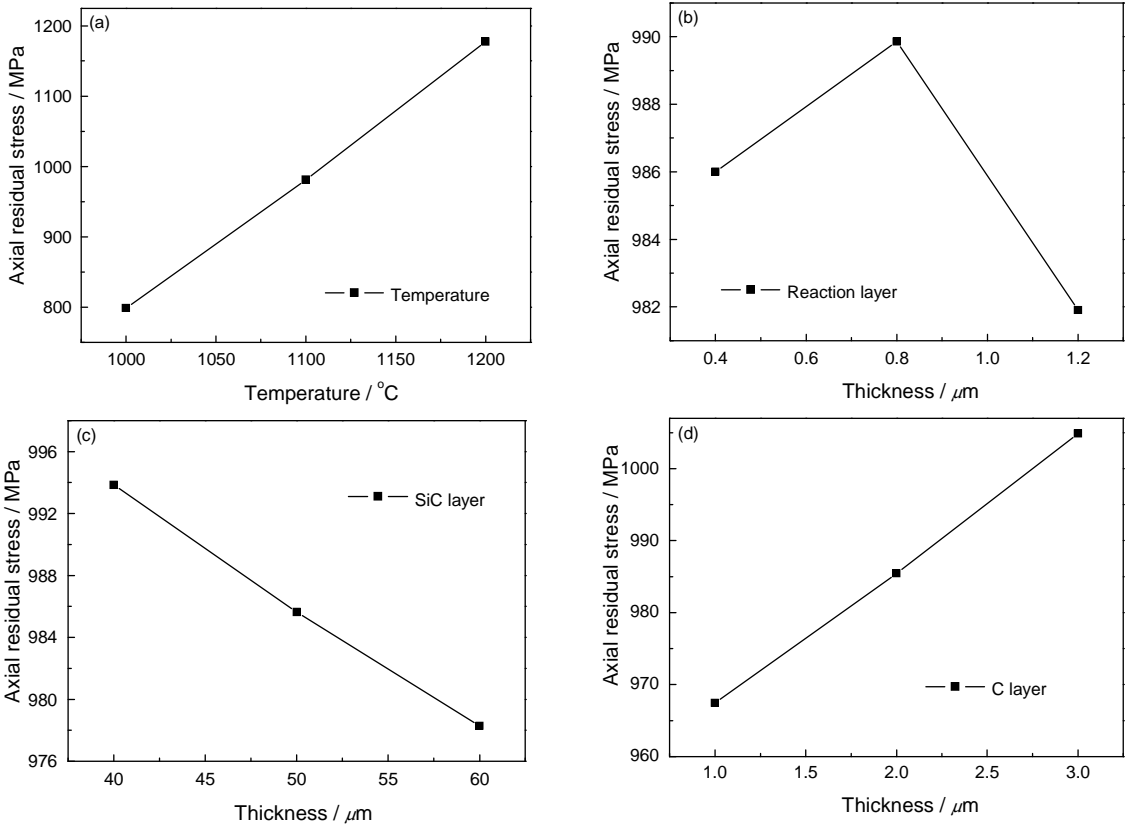 (a)
Axial residual stress / MPa
1200
1100
1000
900
800
Temperature
1000 1050 1100 1150 1200
Temperature / °C
(b)
Axial residual stress / MPa
990
988
986
984
982
Reaction layer
0.4 0.6 0.8 1.0 1.2
Thickness / μm
(c)
Axial residual stress / MPa
996
992
988
984
980
976
SiC layer
40 45 50 55 60
Thickness / μm
(d)
Axial residual stress / MPa
1000
990
980
970
960
C layer
1.0 1.5 2.0 2.5 3.0
Thickness / μm